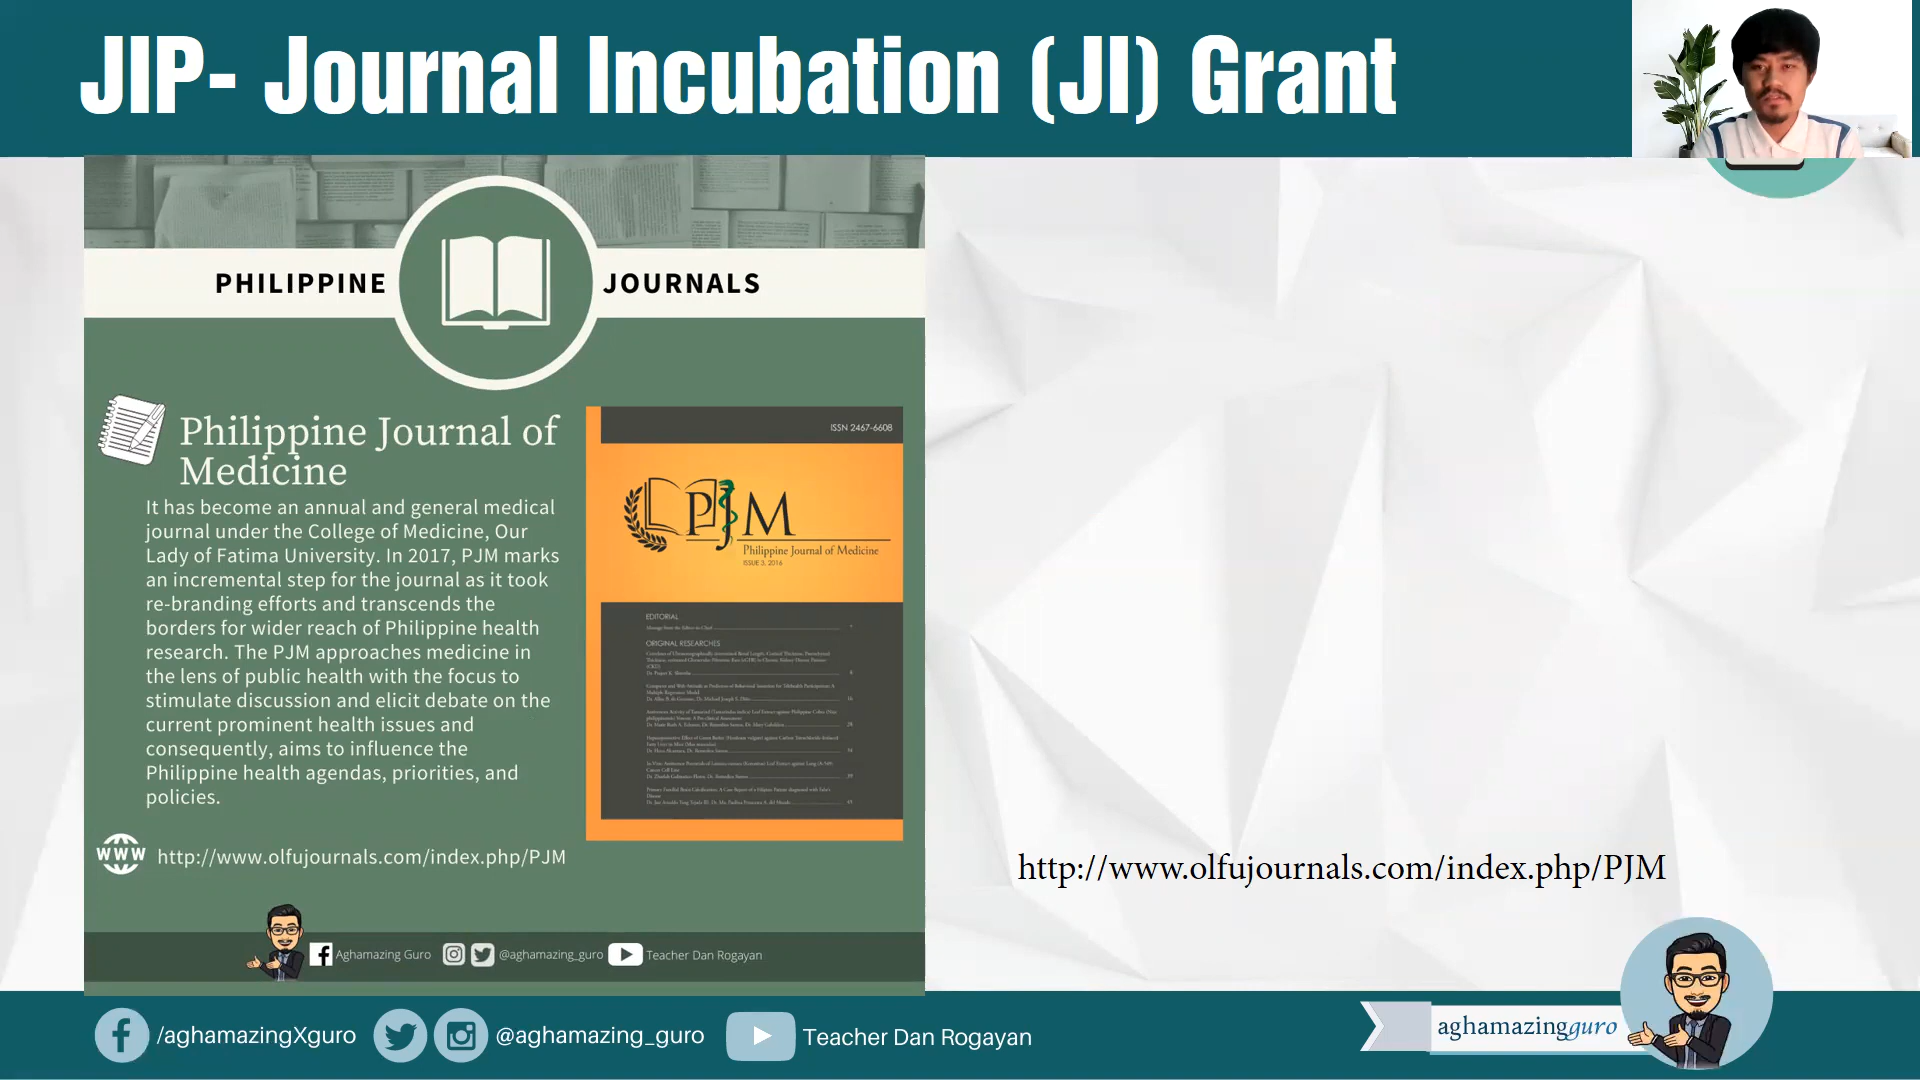 JIP- Journal Incubation (JI) Grant
PHILIPPINE JOURNALS
Philippine Journal of
Medicine
It has become an annual and general medical
journal under the College of Medicine, Our
Lady of Fatima University. In 2017, PJM marks
an incremental step for the journal as it took
re-branding efforts and transcends the
borders for wider reach of Philippine health
research. The PJM approaches medicine in
the lens of public health with the focus to
stimulate discussion and elicit debate on the
current prominent health issues and
consequently, aims to influence the
Philippine health agendas, priorities, and
policies.
www http://www.olfujournals.com/index.php/PJM
ISSN 2467-6608
PJM
Philippine Journal of Medicine
ISSUE 3, 2016
EDITORIAL
ORIGINAL RESEARCHES
Aghamazing Guro @aghamazing_guro Teacher Dan Rogayan
http://www.olfujournals.com/index.php/PJM
/aghamazingXguro @aghamazing_guro Teacher Dan Rogayan
aghamazingguro